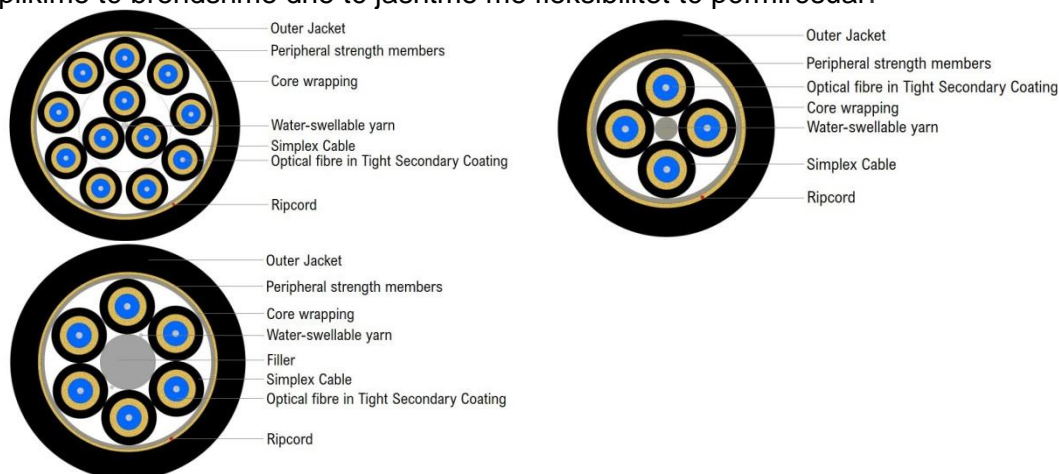 Outer Jacket
Peripheral strength members
Core wrapping
Water-swellable yarn
Simplex Cable
Optical fibre in Tight Secondary Coating
Ripcord
Outer Jacket
Peripheral strength members
Optical fibre in Tight Secondary Coating
Core wrapping
Water-swellable yarn
Simplex Cable
Ripcord
Outer Jacket
Peripheral strength members
Core wrapping
Water-swellable yarn
Filler
Simplex Cable
Optical fibre in Tight Secondary Coating
Ripcord